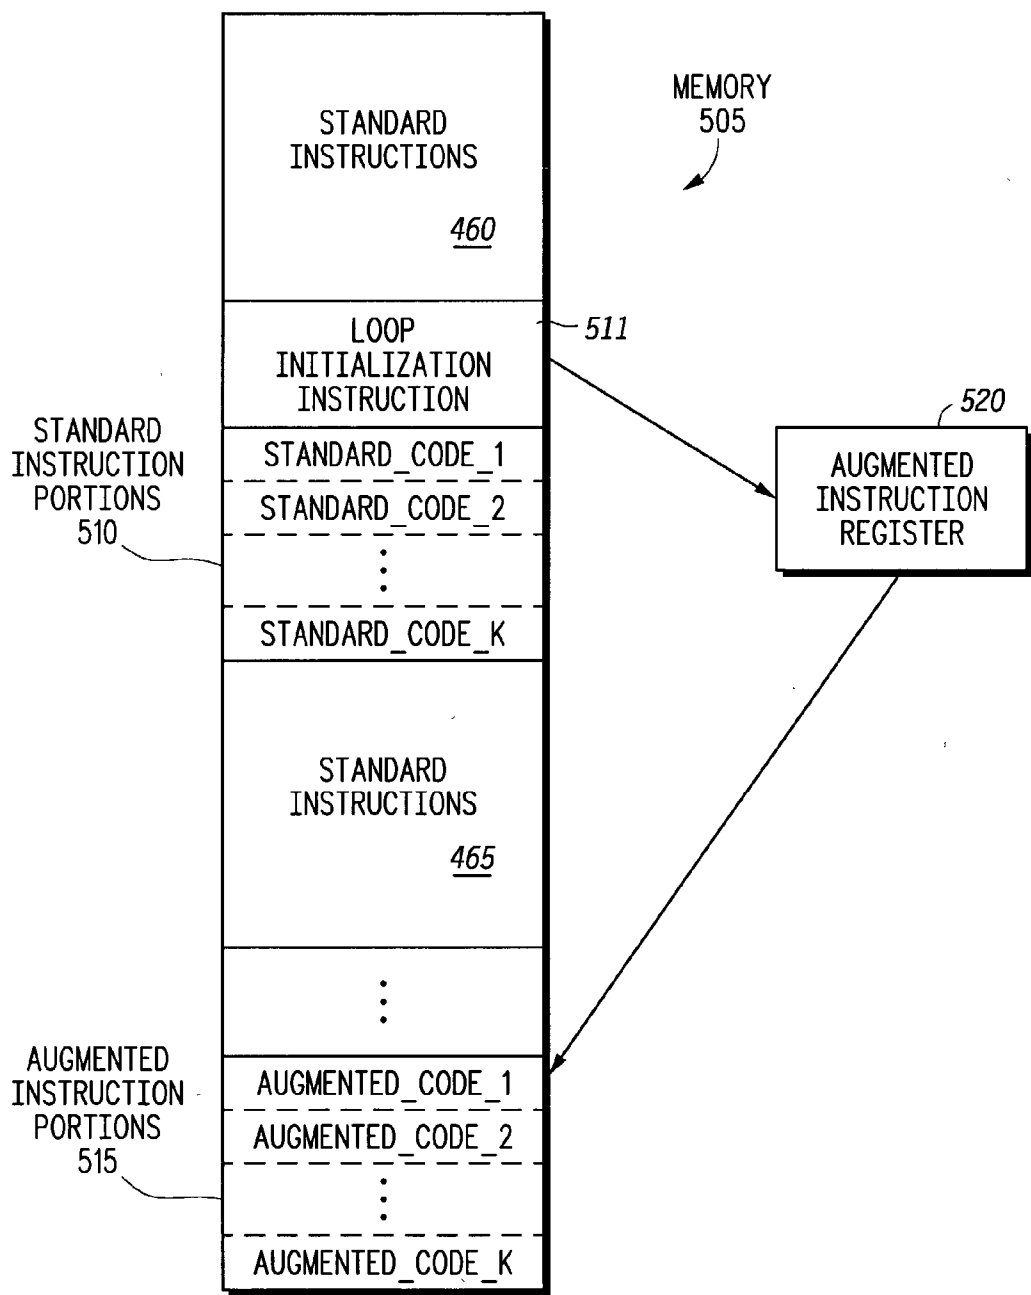 MEMORY
505
STANDARD
INSTRUCTIONS
460
LOOP
INITIALIZATION
INSTRUCTION
511
520
AUGMENTED
INSTRUCTION
REGISTER
STANDARD
INSTRUCTION
PORTIONS
510
STANDARD_CODE_1
STANDARD_CODE_2
STANDARD_CODE_K
STANDARD
INSTRUCTIONS
465
AUGMENTED
INSTRUCTION
PORTIONS
515
AUGMENTED_CODE_1
AUGMENTED_CODE_2
AUGMENTED_CODE_K